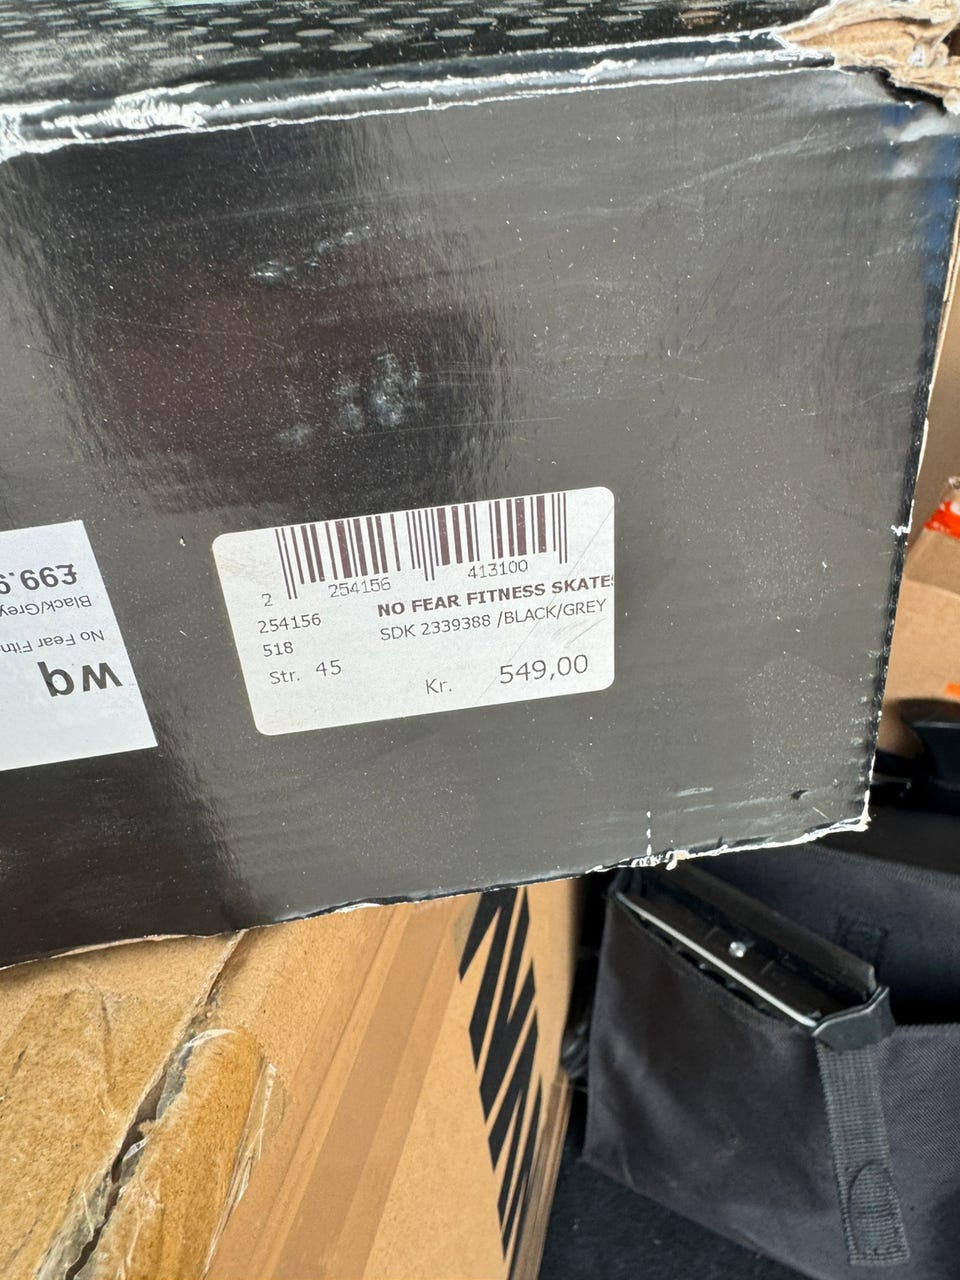 2 254156 413100
254156 NO FEAR FITNESS SKATES
518 SDK 2339388 /BLACK/GREY
Str. 45
Kr. 549,00
wq
No Fear Fitn
Black/Grey
£99.9